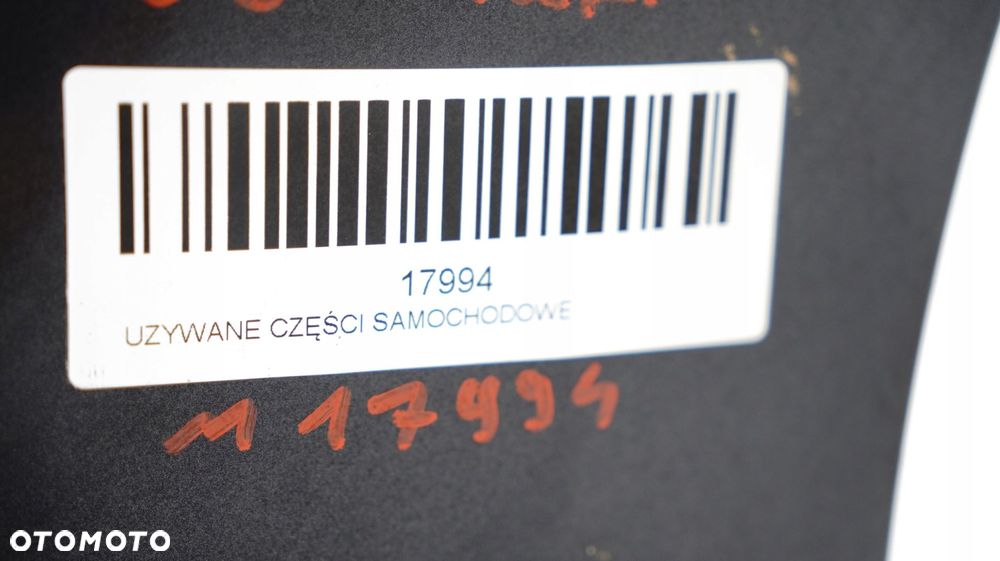 17994
UZYWANE CZĘŚCI SAMOCHODOWE
M 17994
OTOMOTO